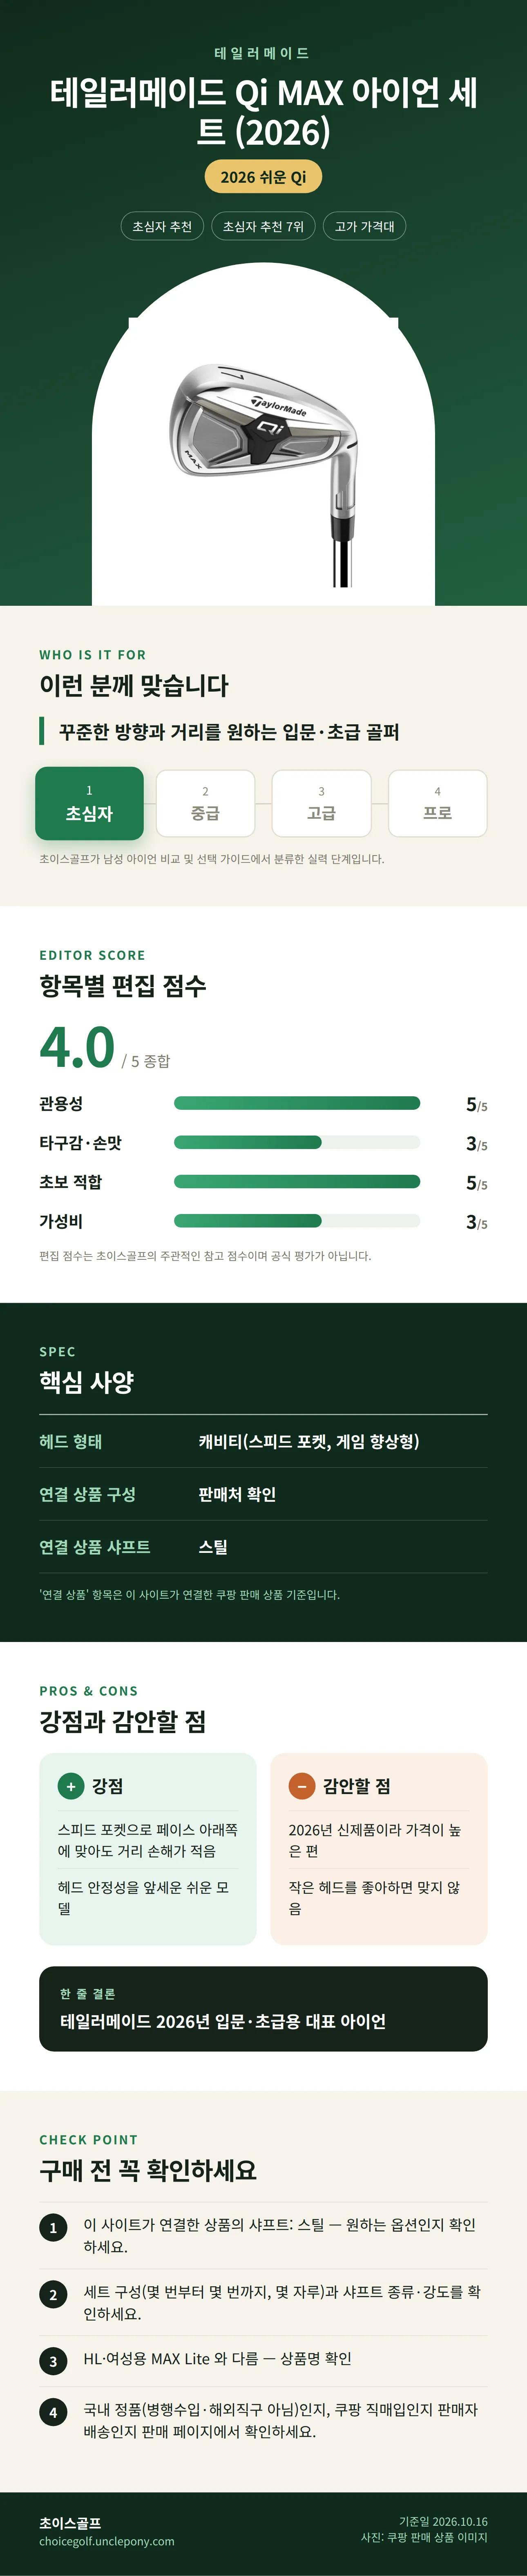 테일러메이드
테일러메이드 Qi MAX 아이언 세
트 (2026)
2026 쉬운 Qi
초심자 추천
초심자 추천 7위
고가 가격대
TaylorMade
Qi
MAX
WHO IS IT FOR
이런 분께 맞습니다
꾸준한 방향과 거리를 원하는 입문·초급 골퍼
1
초심자
2
중급
3
고급
4
프로
초이스골프가 남성 아이언 비교 및 선택 가이드에서 분류한 실력 단계입니다.
EDITOR SCORE
항목별 편집 점수
4.0 / 5 종합
관용성 5/5
타구감·손맛 3/5
초보 적합 5/5
가성비 3/5
편집 점수는 초이스골프의 주관적인 참고 점수이며 공식 평가가 아닙니다.
SPEC
핵심 사양
헤드 형태 캐비티(스피드 포켓, 게임 향상형)
연결 상품 구성 판매처 확인
연결 상품 샤프트 스틸
'연결 상품' 항목은 이 사이트가 연결한 쿠팡 판매 상품 기준입니다.
PROS & CONS
강점과 감안할 점
+ 강점
스피드 포켓으로 페이스 아래쪽
에 맞아도 거리 손해가 적음
헤드 안정성을 앞세운 쉬운 모
델
− 감안할 점
2026년 신제품이라 가격이 높
은 편
작은 헤드를 좋아하면 맞지 않
음
한 줄 결론
테일러메이드 2026년 입문·초급용 대표 아이언
CHECK POINT
구매 전 꼭 확인하세요
1 이 사이트가 연결한 상품의 샤프트: 스틸 — 원하는 옵션인지 확인
하세요.
2 세트 구성(몇 번부터 몇 번까지, 몇 자루)과 샤프트 종류·강도를 확
인하세요.
3 HL·여성용 MAX Lite 와 다름 — 상품명 확인
4 국내 정품(병행수입·해외직구 아님)인지, 쿠팡 직매입인지 판매자
배송인지 판매 페이지에서 확인하세요.
초이스골프
choicegolf.unclepony.com
기준일 2026.10.16
사진: 쿠팡 판매 상품 이미지